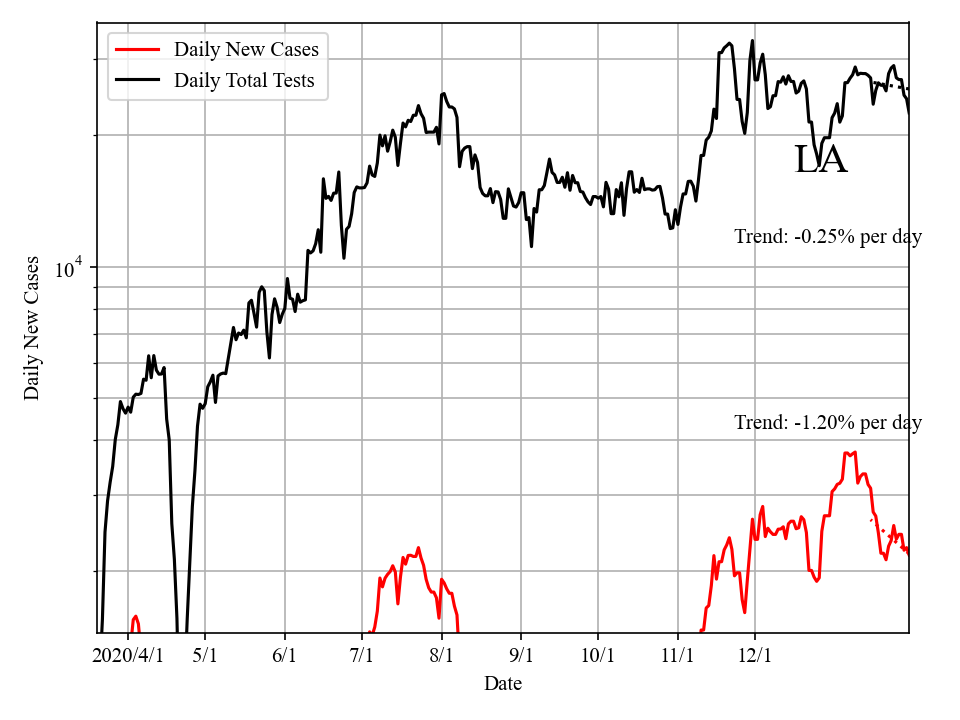 Daily New Cases
Daily Total Tests
LA
Trend: -0.25% per day
10^4
Daily New Cases
Trend: -1.20% per day
2020/4/1 5/1 6/1 7/1 8/1 9/1 10/1 11/1 12/1
Date